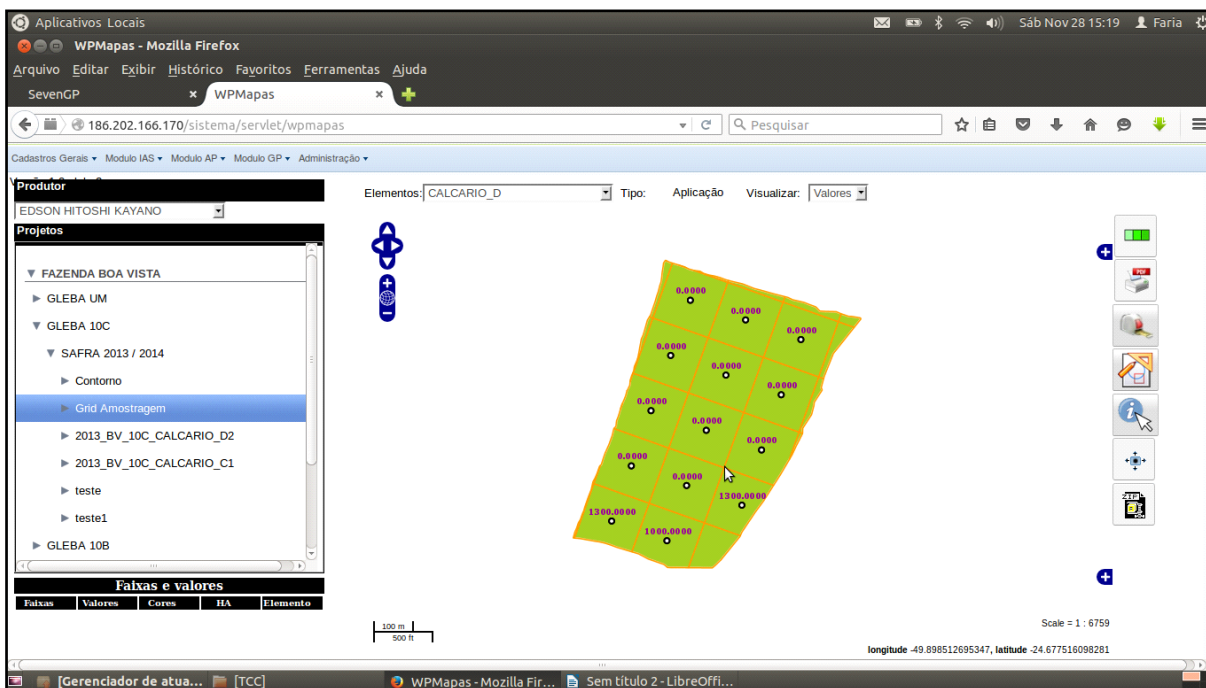 Aplicativos Locais
Sáb Nov 28 15:19
Faria
WPMapas - Mozilla Firefox
Arquivo Editar Exibir Histórico Favoritos Ferramentas Ajuda
SevenGP
WPMapas
186.202.166.170/sistema/servlet/wpmapas
Pesquisar
Cadastros Gerais Modulo IAS Modulo AP Modulo GP Administração
Produtor
EDSON HITOSHI KAYANO
Projetos
FAZENDA BOA VISTA
GLEBA UM
GLEBA 10C
SAFRA 2013 / 2014
Contorno
Grid Amostragem
2013_BV_10C_CALCARIO_D2
2013_BV_10C_CALCARIO_C1
teste
teste1
GLEBA 10B
Faixas e valores
Faixas Valores Cores HA Elemento
Elementos: CALCARIO_D Tipo: Aplicação Visualizar: Valores
0.0000
0.0000
0.0000
0.0000
0.0000
0.0000
0.0000
0.0000
0.0000
0.0000
0.0000
1300.0000
1300.0000
1000.0000
PDF
ZIP
100 m
500 ft
Scale = 1 : 6759
longitude -49.898512695347, latitude -24.677516098281
[Gerenciador de atua...
[TCC]
WPMapas - Mozilla Fir...
Sem título 2 - LibreOffi...